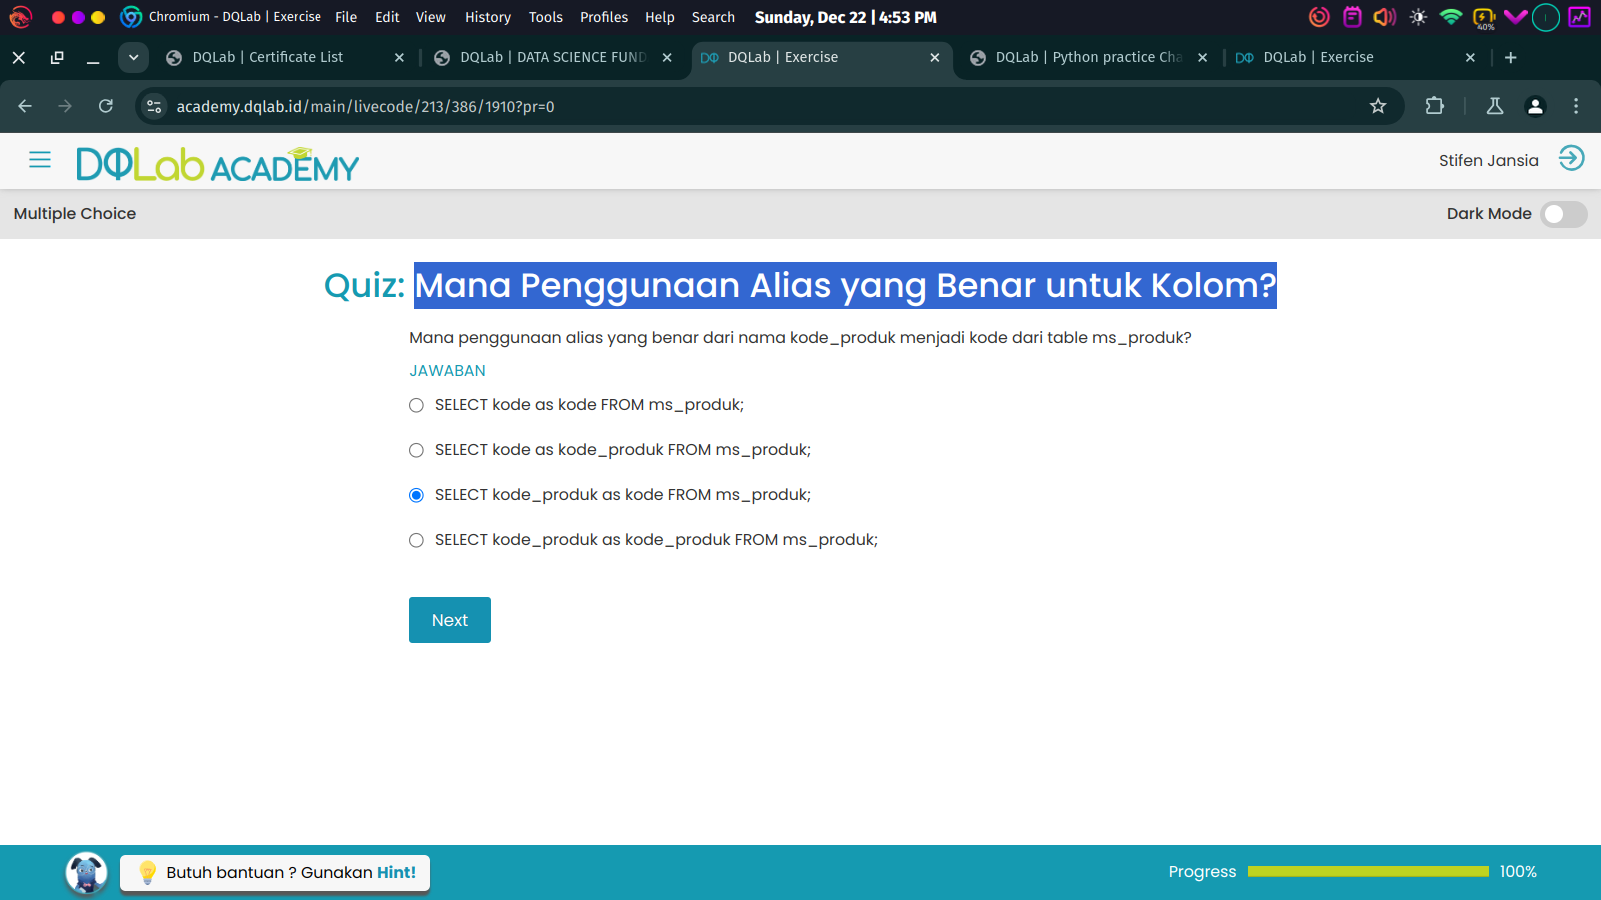 Chromium - DQLab | Exercise File Edit View History Tools Profiles Help Search Sunday, Dec 22 | 4:53 PM
40%
DQLab | Certificate List DQLab | DATA SCIENCE FUND DQLab | Exercise DQLab | Python practice Cha DQLab | Exercise
academy.dqlab.id/main/livecode/213/386/1910?pr=0
DQLab ACADEMY Stifen Jansia
Multiple Choice Dark Mode
Quiz: Mana Penggunaan Alias yang Benar untuk Kolom?
Mana penggunaan alias yang benar dari nama kode_produk menjadi kode dari table ms_produk?
JAWABAN
SELECT kode as kode FROM ms_produk;
SELECT kode as kode_produk FROM ms_produk;
SELECT kode_produk as kode FROM ms_produk;
SELECT kode_produk as kode_produk FROM ms_produk;
Next
Butuh bantuan ? Gunakan Hint! Progress 100%